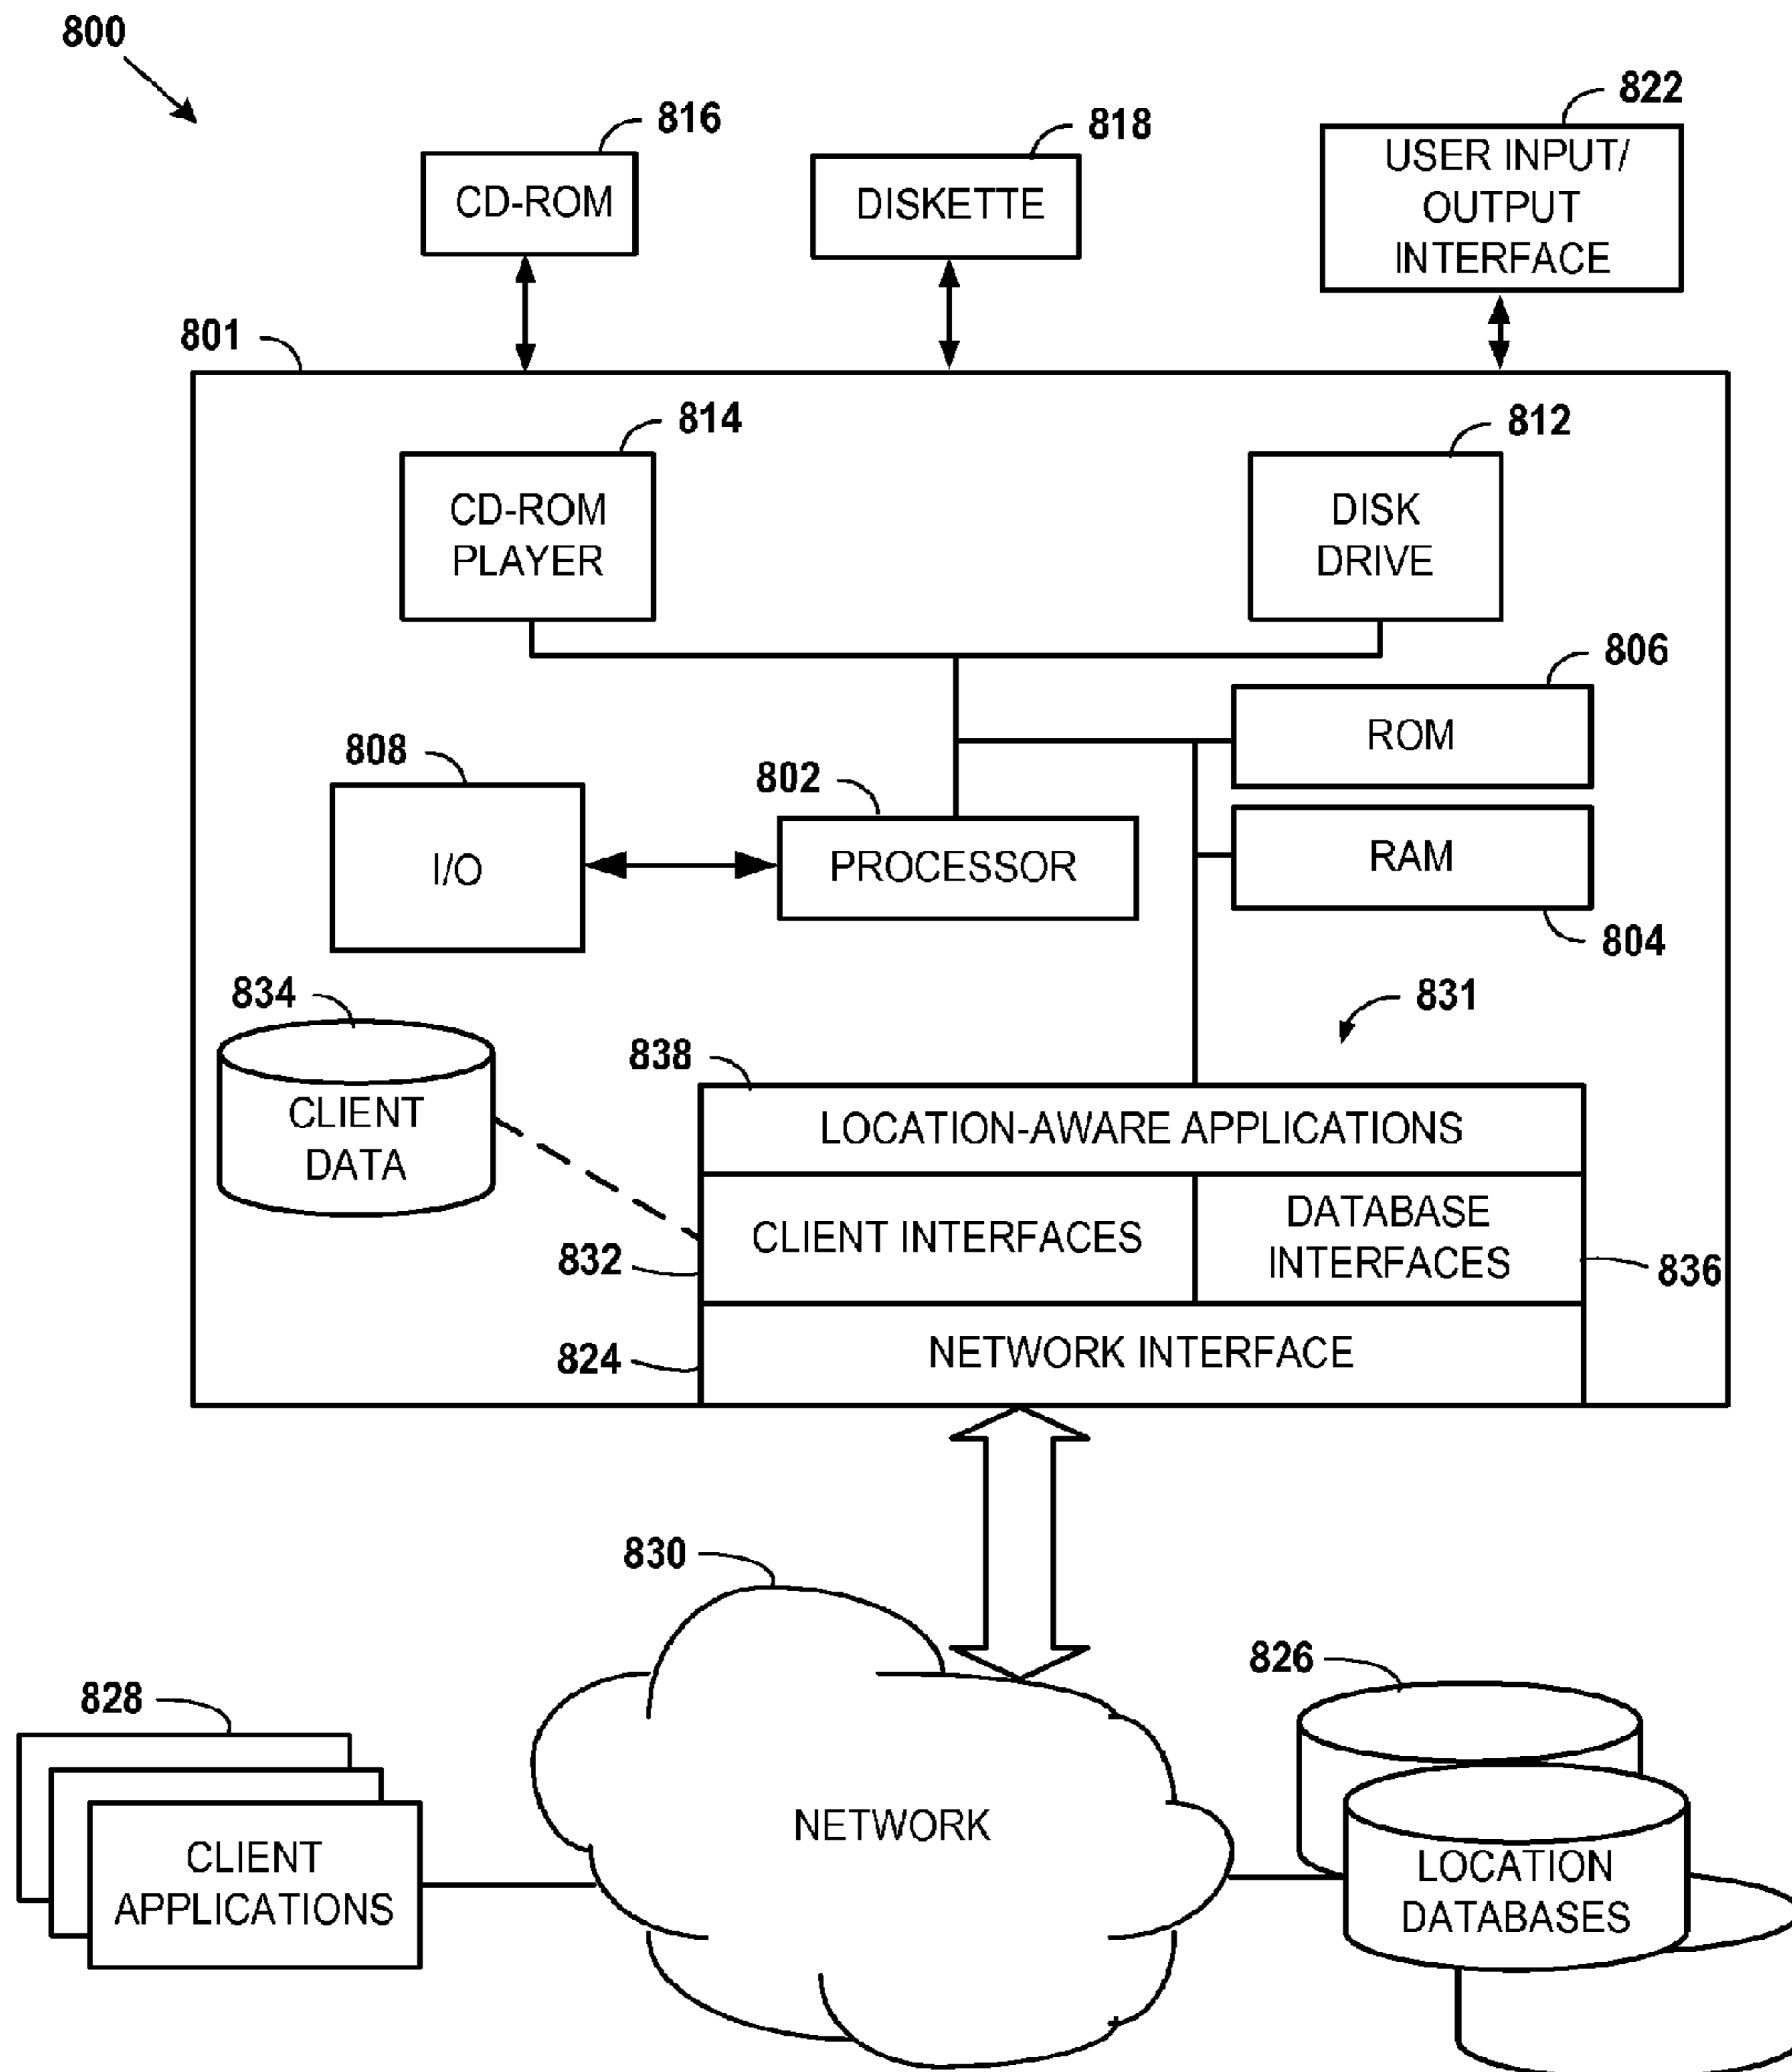 800
816
CD-ROM
818
DISKETTE
822
USER INPUT/
OUTPUT
INTERFACE
801
814
CD-ROM
PLAYER
812
DISK
DRIVE
806
ROM
808
I/O
802
PROCESSOR
RAM
804
834
CLIENT
DATA
831
838
LOCATION-AWARE APPLICATIONS
832
CLIENT INTERFACES
DATABASE
INTERFACES
836
824
NETWORK INTERFACE
830
NETWORK
828
CLIENT
APPLICATIONS
826
LOCATION
DATABASES